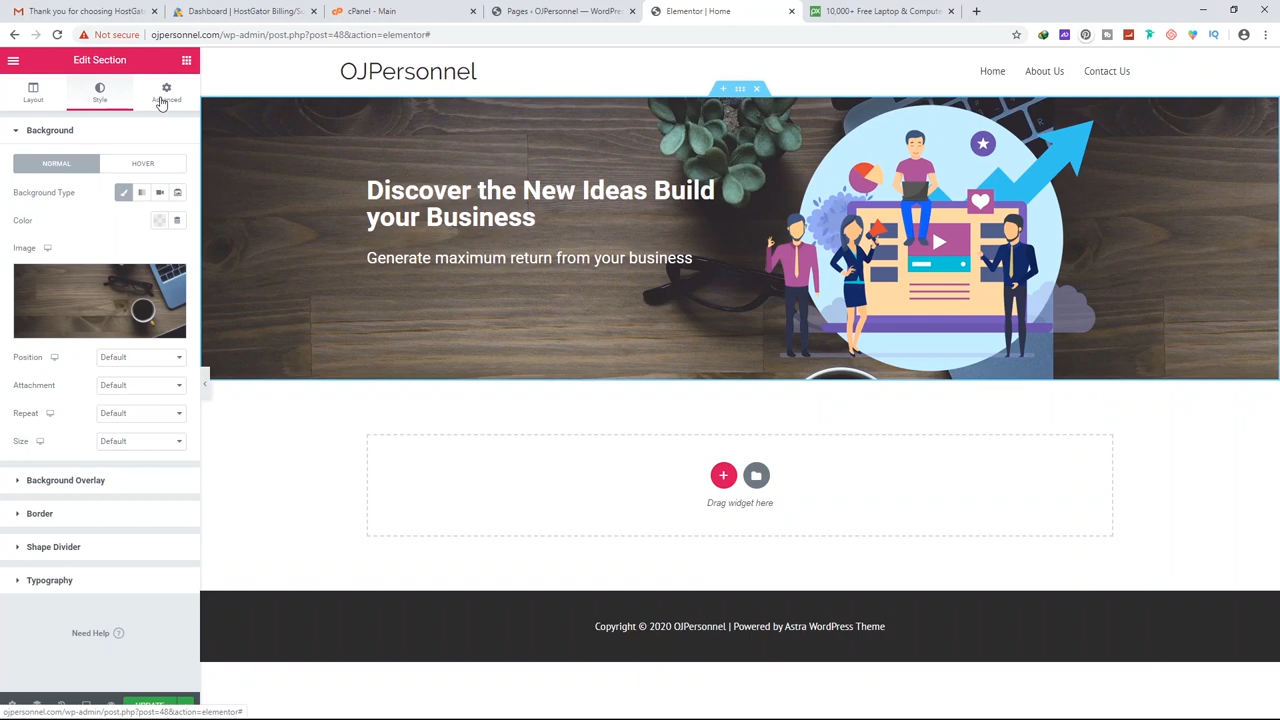 Thank you for choosing HostGat
Dashboard | HostGator Billing/Su
cPanel - Main
Pages ‹ OJPersonnel — WordPres
Elementor | Home
10,000+ Free Laptop & Compute
Not secure
ojpersonnel.com/wp-admin/post.php?post=48&action=elementor#
Edit Section
OJPersonnel
Home
About Us
Contact Us
Layout
Style
Advanced
Background
NORMAL
HOVER
Background Type
Color
Image
Discover the New Ideas Build
your Business
Generate maximum return from your business
Position
Default
Attachment
Default
Repeat
Default
Size
Default
Background Overlay
Border
Shape Divider
Typography
Drag widget here
Need Help
Copyright © 2020 OJPersonnel | Powered by Astra WordPress Theme
UPDATE
ojpersonnel.com/wp-admin/post.php?post=48&action=elementor#